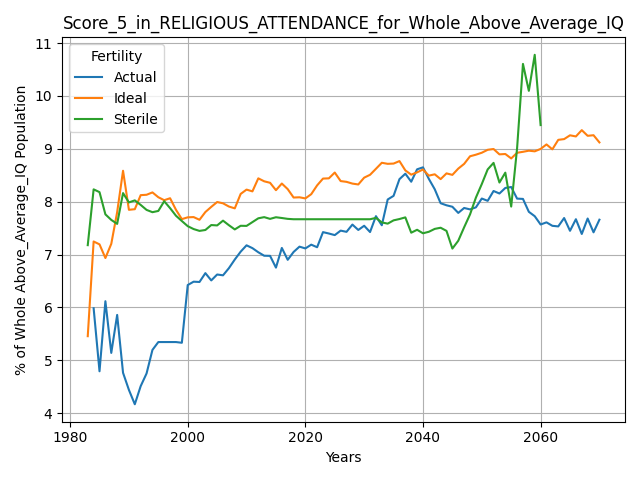 Score_5_in_RELIGIOUS_ATTENDANCE_for_Whole_Above_Average_IQ
11
10
9
8
7
6
5
4
% of Whole Above_Average_IQ Population
Fertility
Actual
Ideal
Sterile
1980
2000
2020
2040
2060
Years